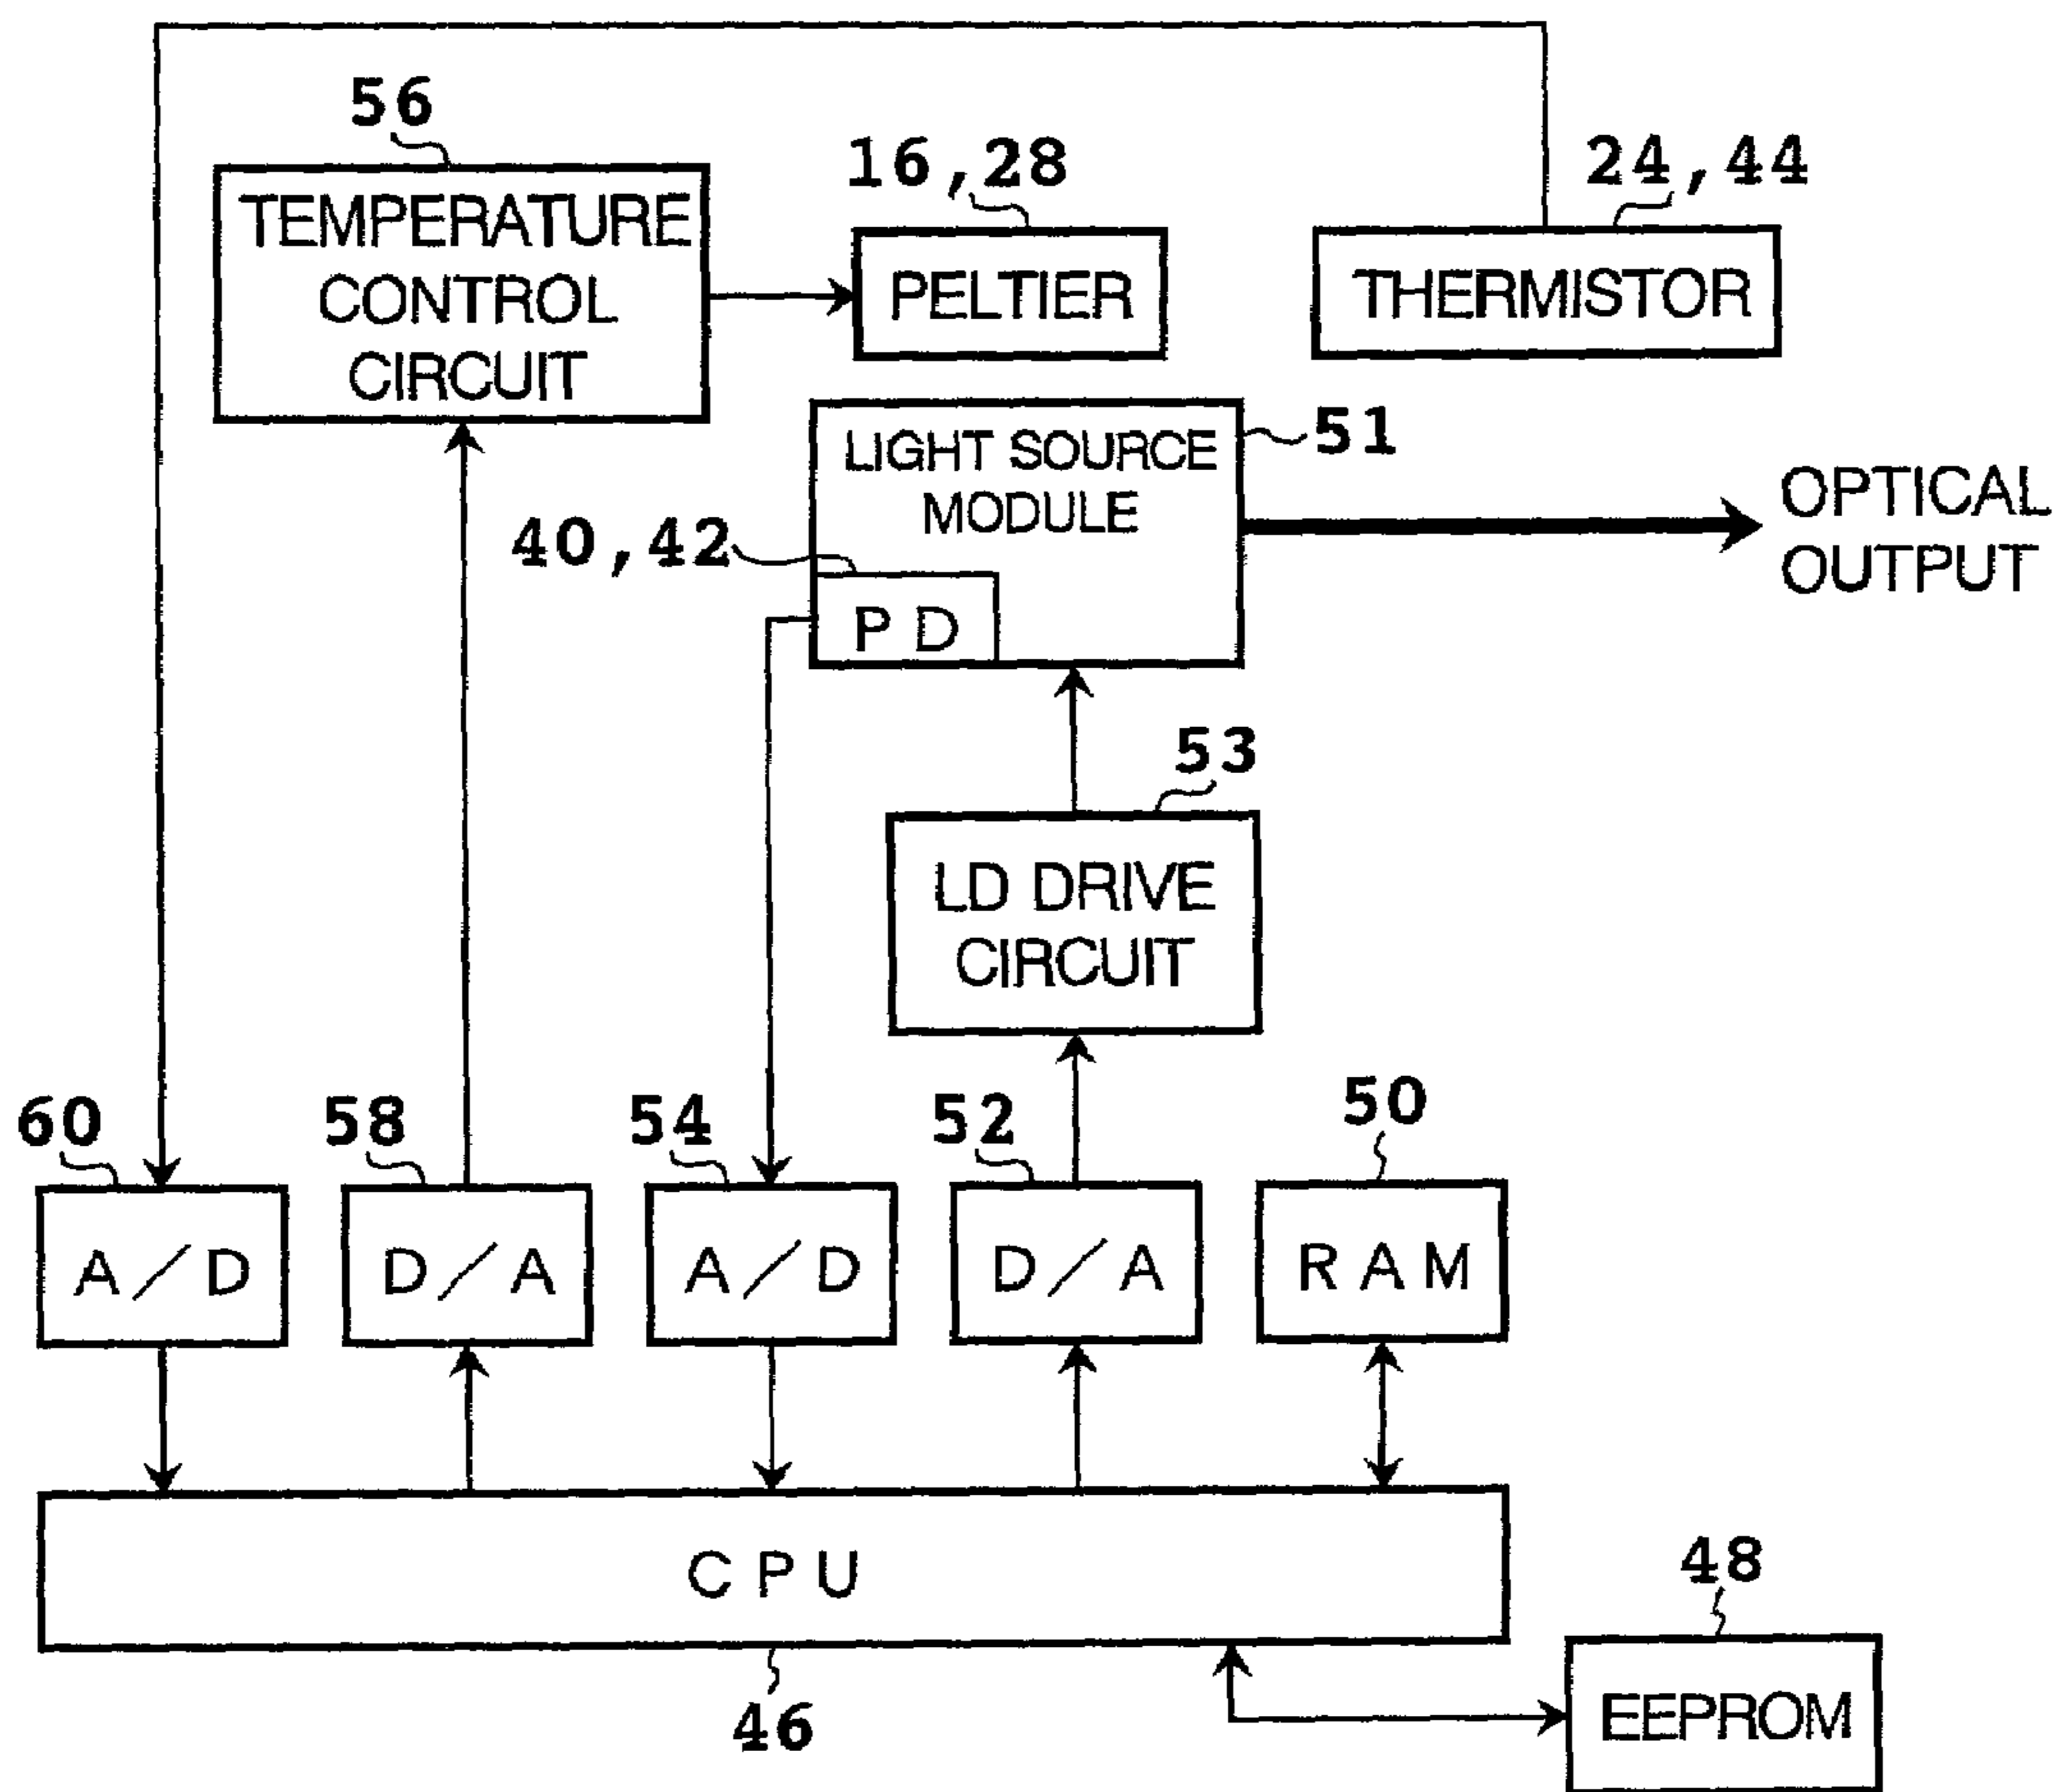 56
TEMPERATURE
CONTROL
CIRCUIT
16,28
PELTIER
24,44
THERMISTOR
LIGHT SOURCE
MODULE
51
40,42
P D
OPTICAL
OUTPUT
53
LD DRIVE
CIRCUIT
60
A/D
58
D/A
54
A/D
52
D/A
50
RAM
CPU
46
48
EEPROM